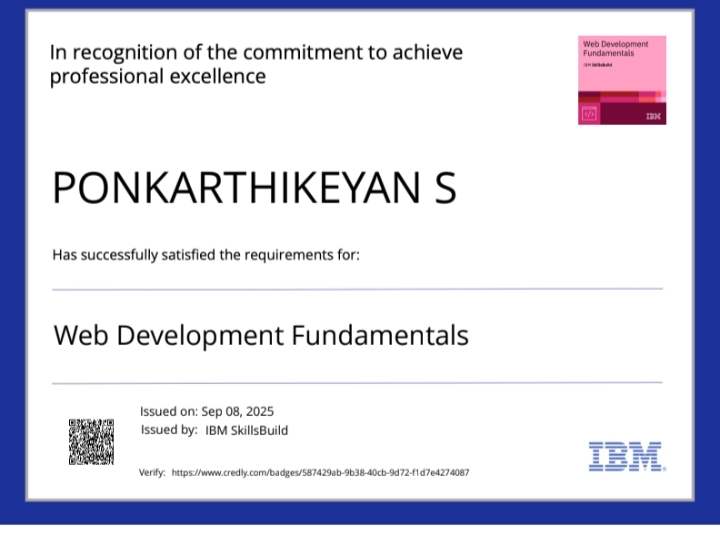 In recognition of the commitment to achieve
professional excellence
Web Development
Fundamentals
IBM SkillsBuild
IBM
PONKARTHIKEYAN S
Has successfully satisfied the requirements for:
Web Development Fundamentals
Issued on: Sep 08, 2025
Issued by: IBM SkillsBuild
Verify: https://www.credly.com/badges/587429ab-9b38-40cb-9d72-f1d7e4274087
IBM.